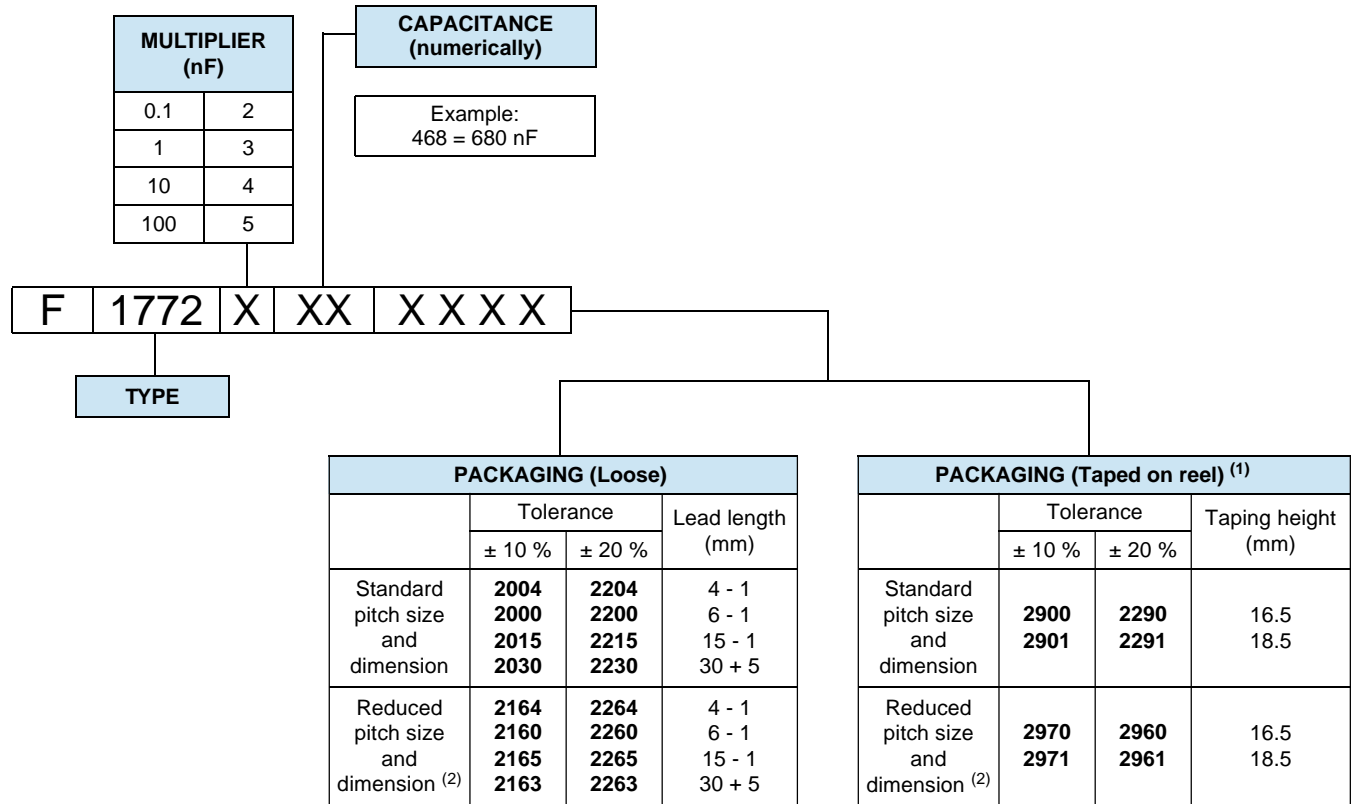 MULTIPLIER
(nF)
0.1 2
1 3
10 4
100 5
CAPACITANCE
(numerically)
Example:
468 = 680 nF
F 1772 X XX X X X X
TYPE
PACKAGING (Loose)
Tolerance
Lead length
(mm)
± 10 % ± 20 %
Standard 2004 2204 4 - 1
pitch size 2000 2200 6 - 1
and 2015 2215 15 - 1
dimension 2030 2230 30 + 5
Reduced 2164 2264 4 - 1
pitch size 2160 2260 6 - 1
and 2165 2265 15 - 1
dimension (2) 2163 2263 30 + 5
PACKAGING (Taped on reel) (1)
Tolerance
Taping height
(mm)
± 10 % ± 20 %
Standard
pitch size 2900 2290 16.5
and 2901 2291 18.5
dimension
Reduced
pitch size 2970 2960 16.5
and 2971 2961 18.5
dimension (2)